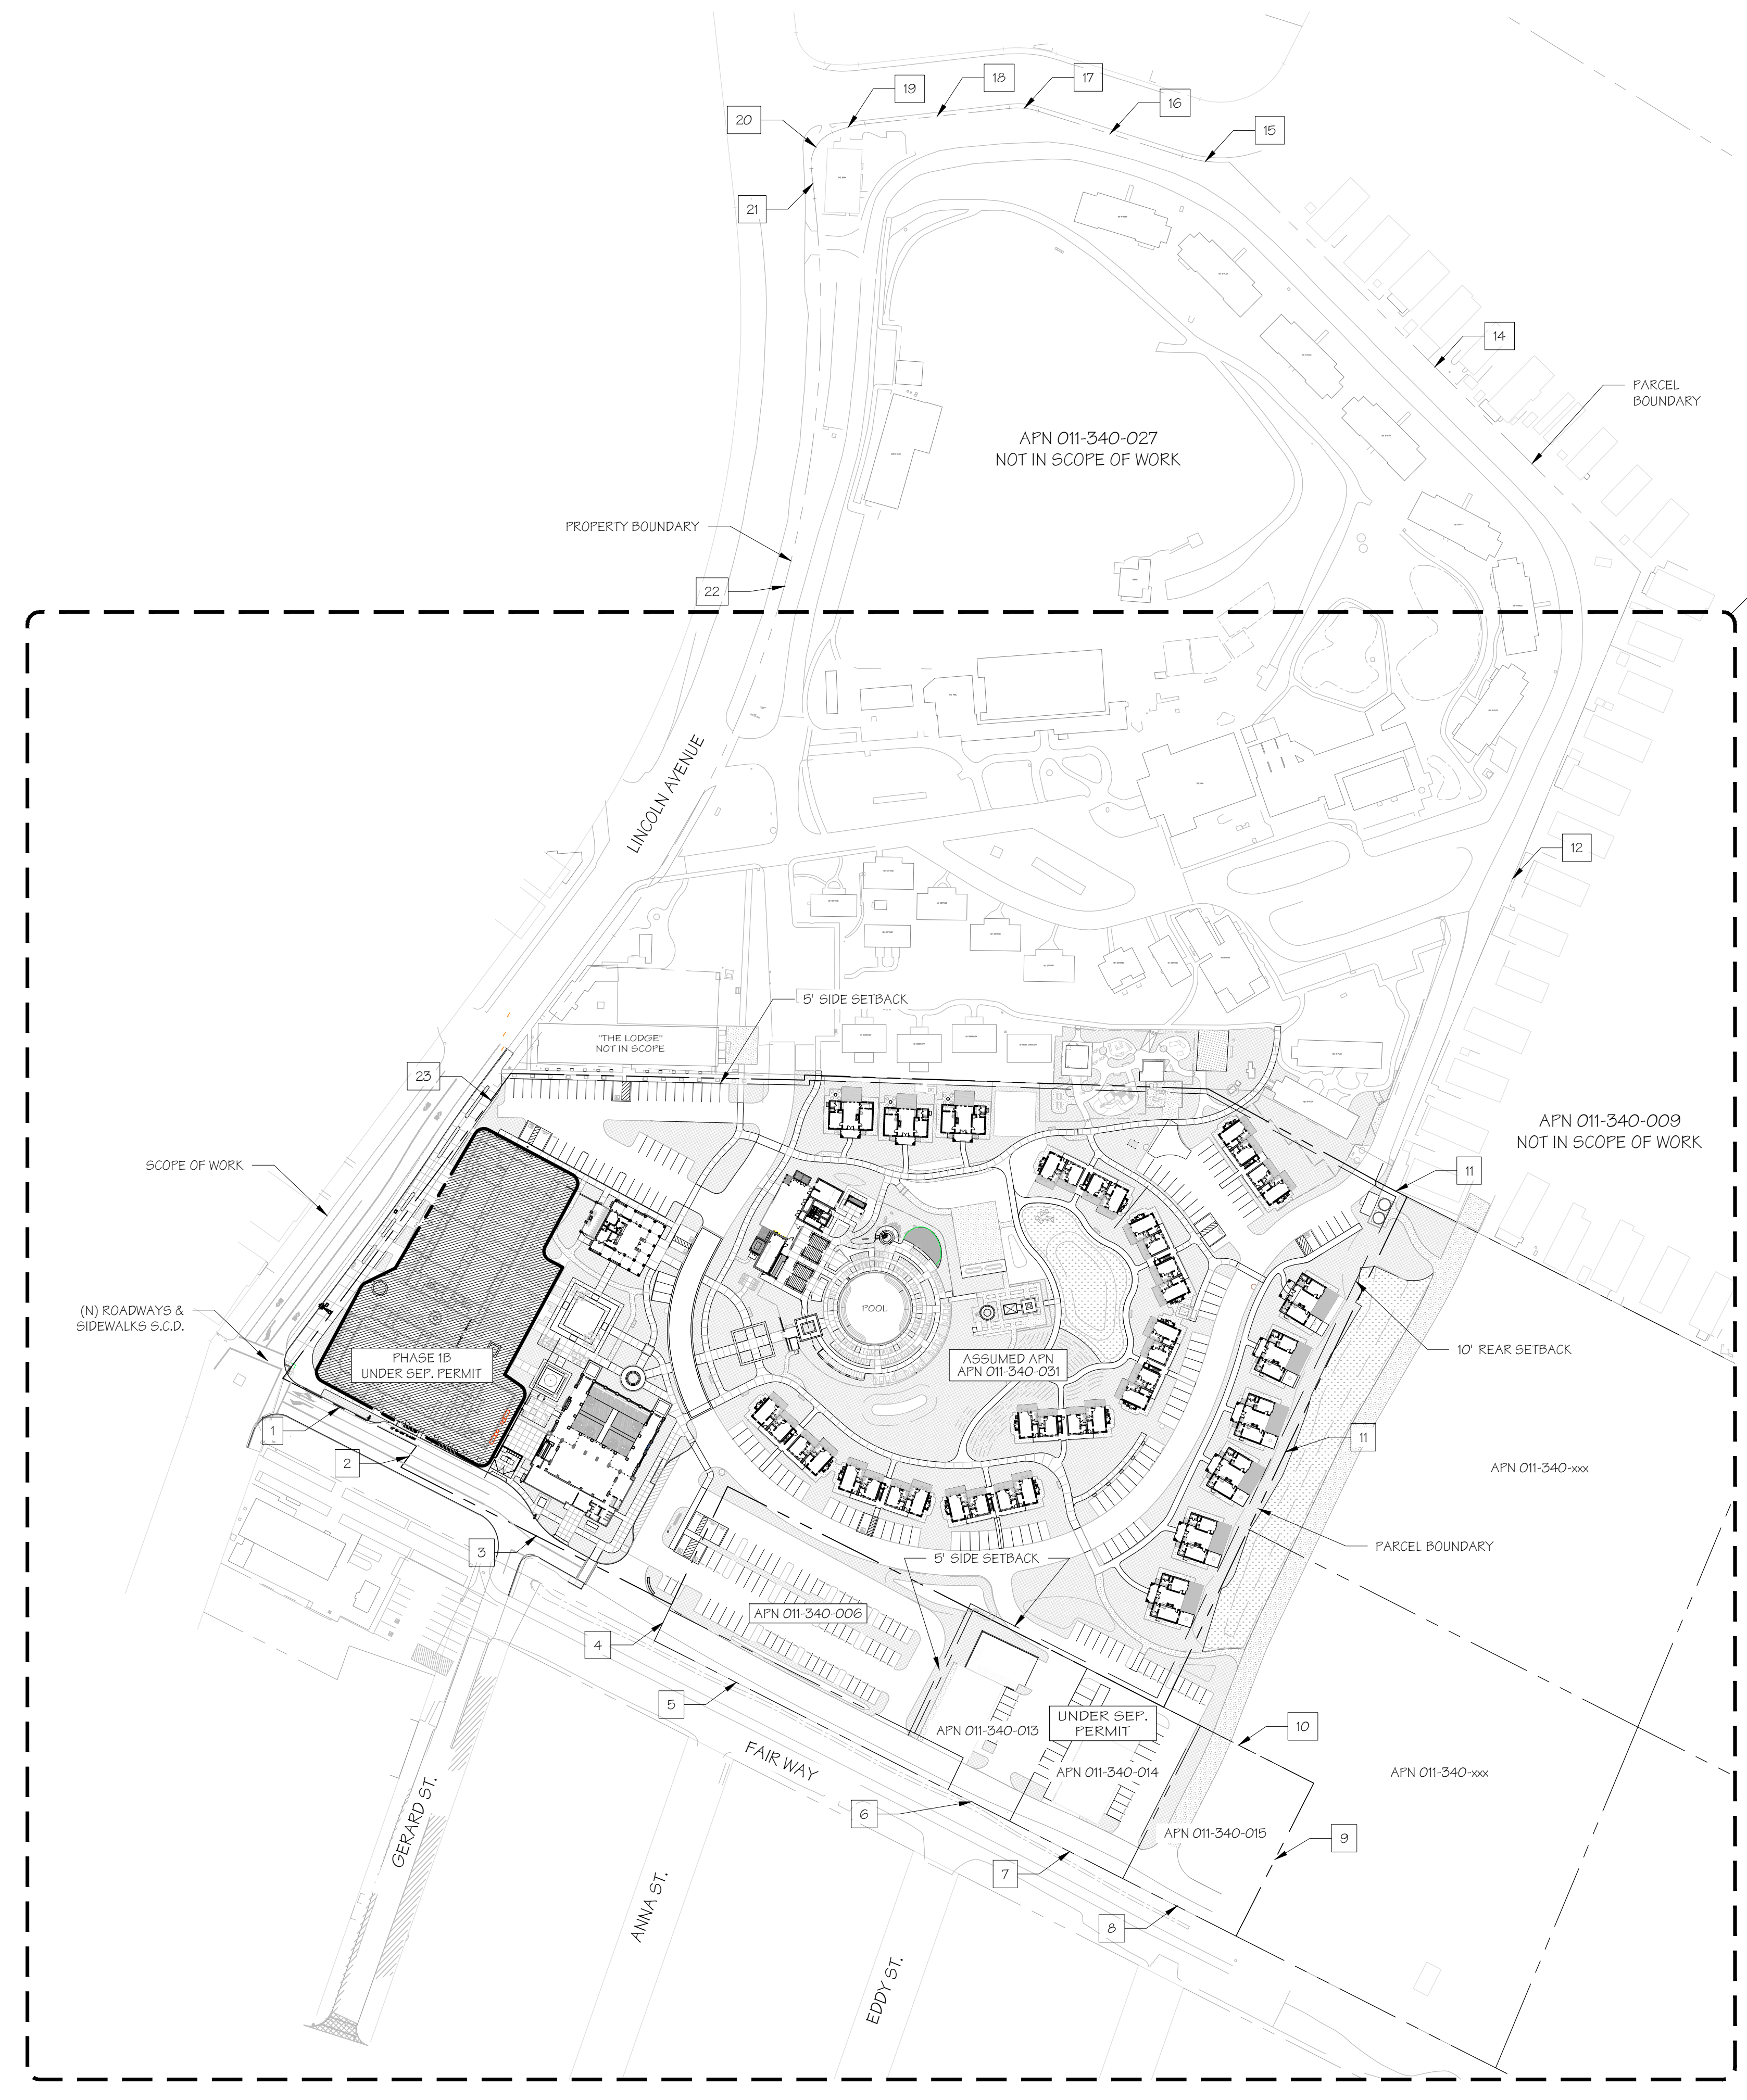 17
18
19
16
20
15
21
14
PARCEL
BOUNDARY
APN 011-340-027
NOT IN SCOPE OF WORK
PROPERTY BOUNDARY
22
LINCOLN AVENUE
12
5' SIDE SETBACK
"THE LODGE"
NOT IN SCOPE
23
APN 011-340-009
NOT IN SCOPE OF WORK
SCOPE OF WORK
11
(N) ROADWAYS &
SIDEWALKS S.C.D.
POOL
10' REAR SETBACK
PHASE 1B
UNDER SEP. PERMIT
ASSUMED APN
APN 011-340-031
1
11
2
APN 011-340-xxx
3
PARCEL BOUNDARY
5' SIDE SETBACK
APN 011-340-006
4
5
UNDER SEP.
PERMIT
10
APN 011-340-013
FAIR WAY
APN 011-340-014
APN 011-340-xxx
6
GERARD ST.
APN 011-340-015
9
7
ANNA ST.
8
EDDY ST.